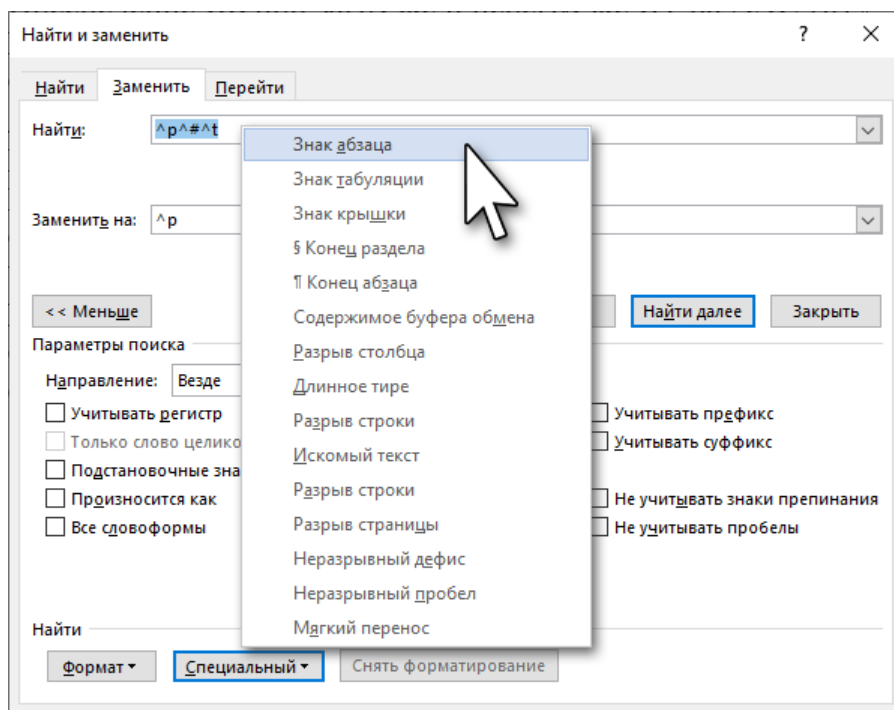 Найти и заменить
?
Найти
Заменить
Перейти
Найти:
^p^#^t
Заменить на:
^p
Знак абзаца
Знак табуляции
Знак крышки
§ Конец раздела
¶ Конец абзаца
Содержимое буфера обмена
Разрыв столбца
Длинное тире
Разрыв строки
Искомый текст
Разрыв строки
Разрыв страницы
Неразрывный дефис
Неразрывный пробел
Мягкий перенос
<< Меньше
Найти далее
Закрыть
Параметры поиска
Направление:
Везде
Учитывать регистр
Только слово целико
Подстановочные зна
Произносится как
Все словоформы
Учитывать префикс
Учитывать суффикс
Не учитывать знаки препинания
Не учитывать пробелы
Найти
Формат
Специальный
Снять форматирование